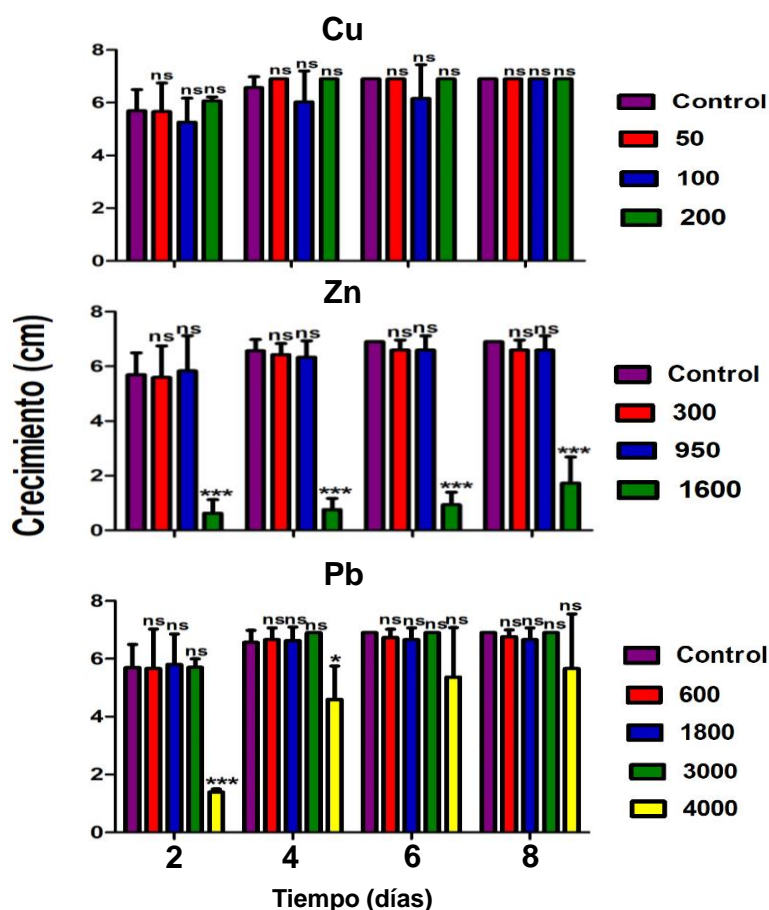 Cu
8
6
4
2
0
ns
ns
ns
ns
ns
ns
ns
ns
ns
ns
ns
ns
Control
50
100
200
Zn
Crecimiento (cm)
8
6
4
2
0
ns
ns
***
ns
ns
***
ns
ns
***
ns
ns
***
Control
300
950
1600
Pb
8
6
4
2
0
ns
ns
ns
***
ns
ns
ns
*
ns
ns
ns
ns
ns
ns
ns
ns
Control
600
1800
3000
4000
2 4 6 8
Tiempo (días)